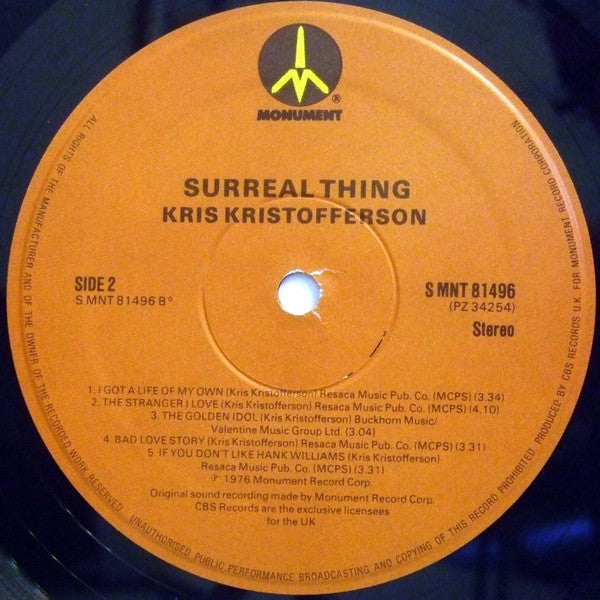 MONUMENT®
SURREAL THING
KRIS KRISTOFFERSON
SIDE 2
S MNT 81496 B°
S MNT 81496
(PZ 34254)
Stereo
1. I GOT A LIFE OF MY OWN (Kris Kristofferson) Resaca Music Pub. Co. (MCPS) (3.34)
2. THE STRANGER I LOVE (Kris Kristofferson) Resaca Music Pub. Co. (MCPS) (4.10)
3. THE GOLDEN IDOL (Kris Kristofferson) Buckhorn Music/
Valentine Music Group Ltd. (3.04)
4. BAD LOVE STORY (Kris Kristofferson) Resaca Music Pub. Co. (MCPS) (3.31)
5. IF YOU DON'T LIKE HANK WILLIAMS (Kris Kristofferson)
Resaca Music Pub. Co. (MCPS) (3.31)
℗ 1976 Monument Record Corp.
Original sound recording made by Monument Record Corp.
CBS Records are the exclusive licensees
for the UK
ALL RIGHTS OF THE MANUFACTURER AND OF THE OWNER OF THE RECORDED WORK RESERVED
UNAUTHORISED PUBLIC PERFORMANCE BROADCASTING AND COPYING OF THIS RECORD PROHIBITED
PRODUCED BY CBS RECORDS U.K. FOR MONUMENT RECORD CORPORATION